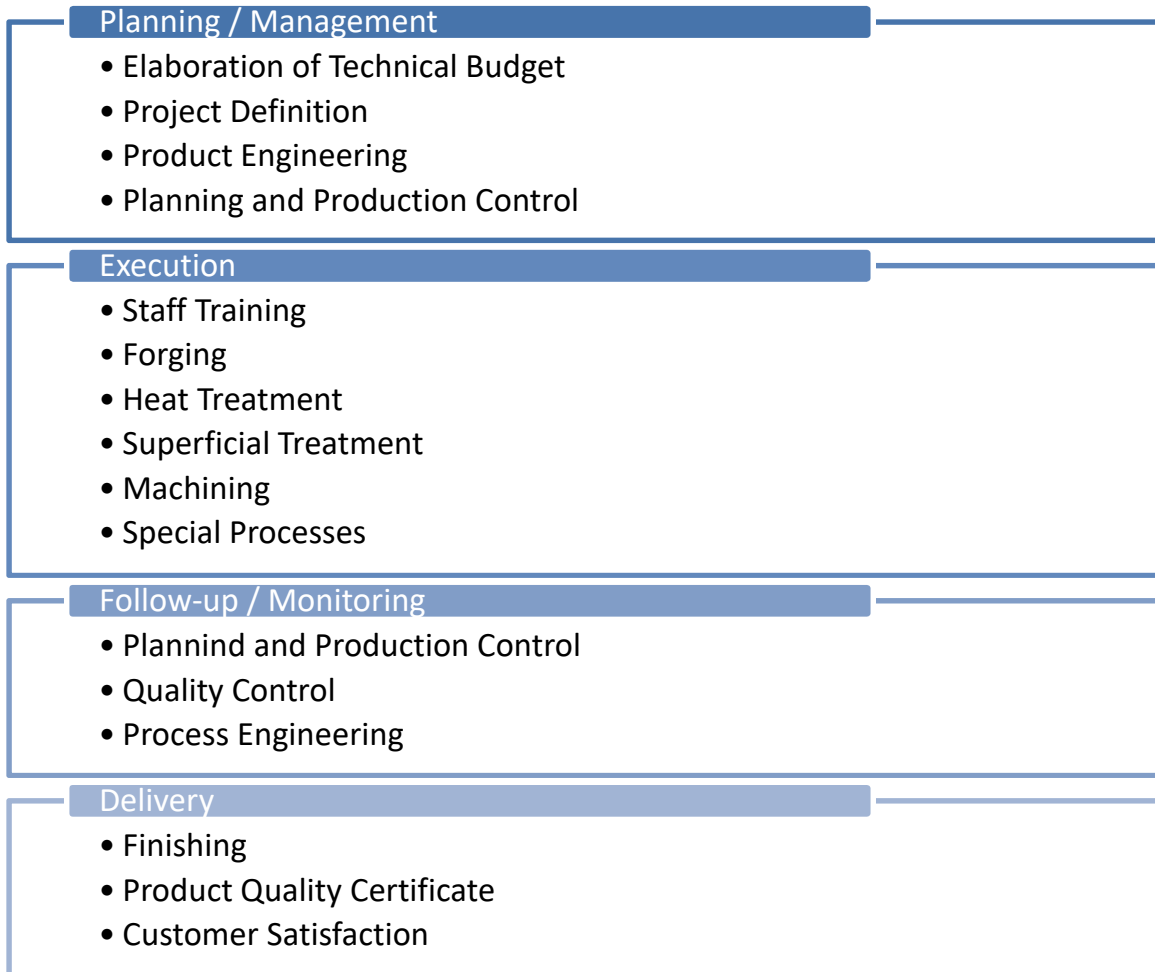 Planning / Management
• Elaboration of Technical Budget
• Project Definition
• Product Engineering
• Planning and Production Control
Execution
• Staff Training
• Forging
• Heat Treatment
• Superficial Treatment
• Machining
• Special Processes
Follow-up / Monitoring
• Plannind and Production Control
• Quality Control
• Process Engineering
Delivery
• Finishing
• Product Quality Certificate
• Customer Satisfaction